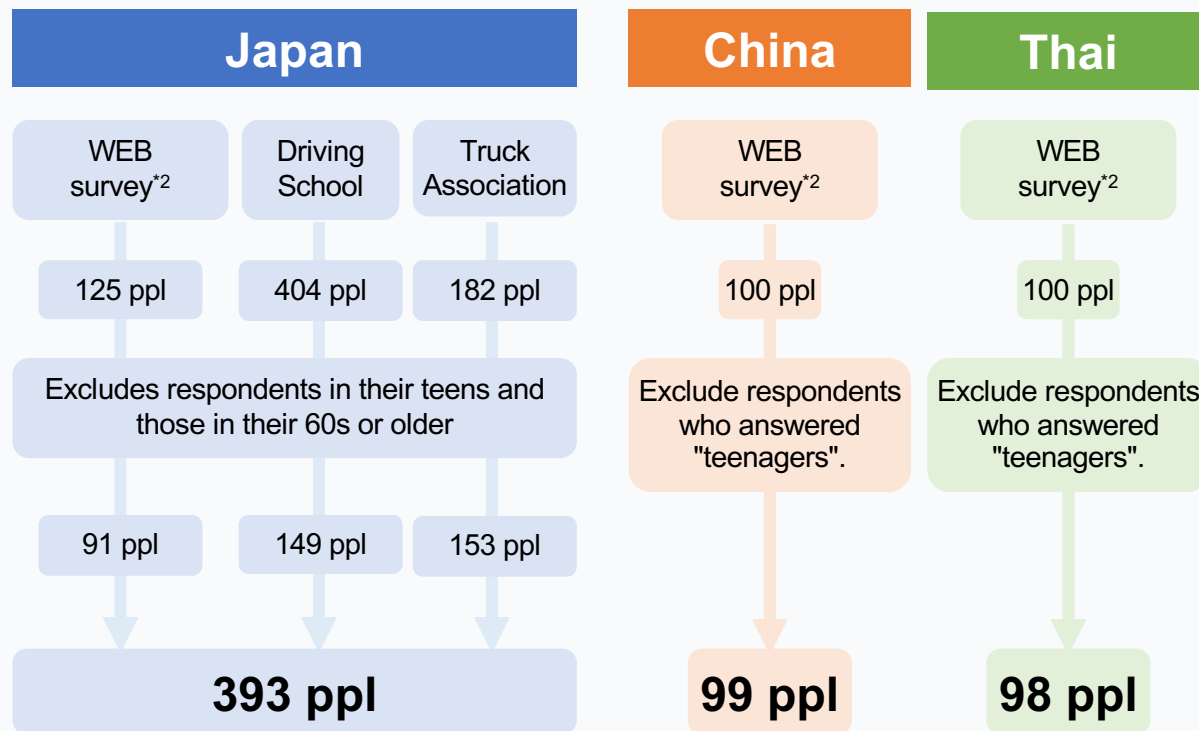 Japan
China
Thai
WEB
survey*2
Driving
School
Truck
Association
WEB
survey*2
WEB
survey*2
125 ppl
404 ppl
182 ppl
100 ppl
100 ppl
Excludes respondents in their teens and
those in their 60s or older
Exclude respondents
who answered
"teenagers".
Exclude respondents
who answered
"teenagers".
91 ppl
149 ppl
153 ppl
393 ppl
99 ppl
98 ppl